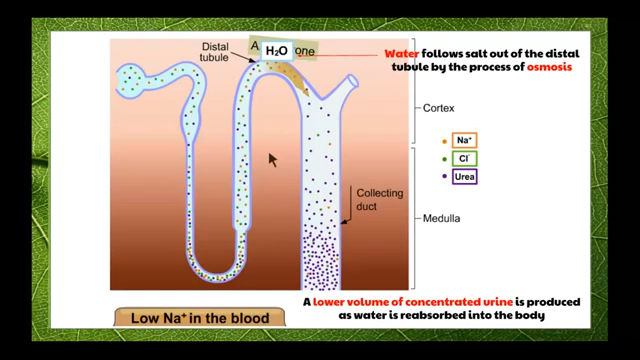 Distal
tubule
A
H₂O
one
Water follows salt out of the distal
tubule by the process of osmosis
Cortex
Na⁺
Cl⁻
Urea
Collecting
duct
Medulla
A lower volume of concentrated urine is produced
as water is reabsorbed into the body
Low Na⁺ in the blood